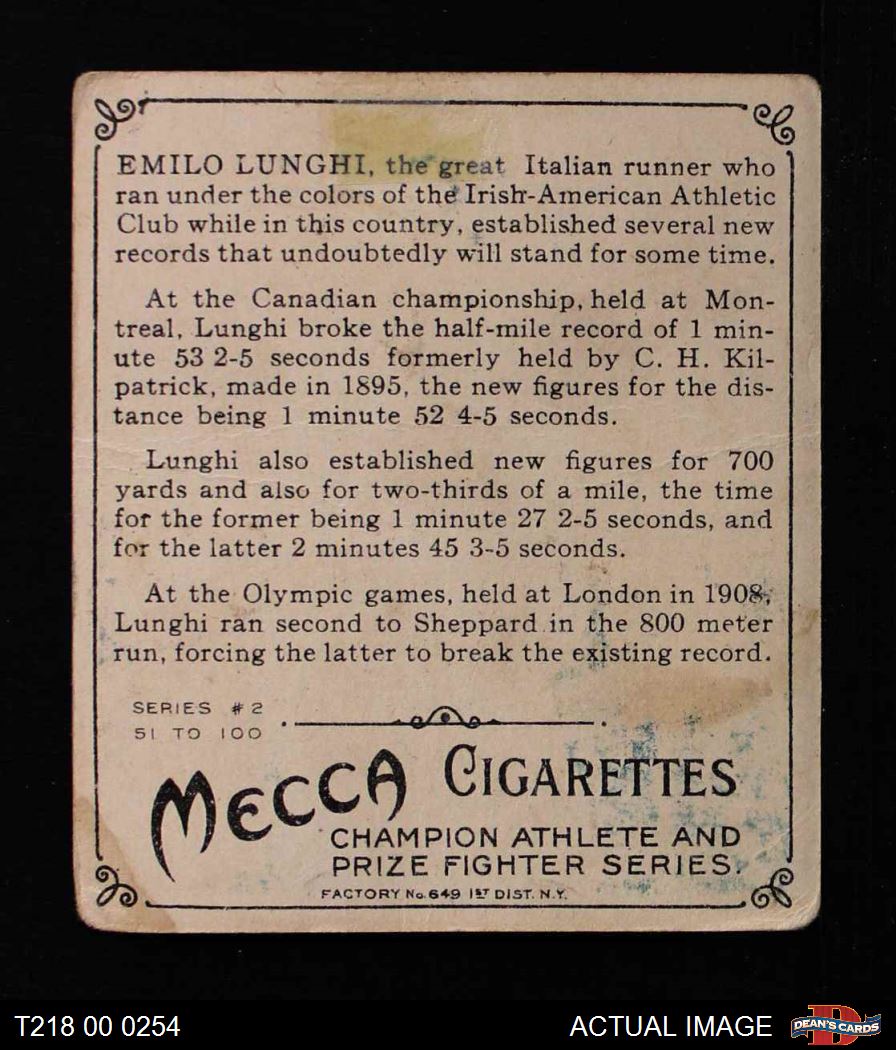 EMILO LUNGHI, the great Italian runner who
ran under the colors of the Irish-American Athletic
Club while in this country, established several new
records that undoubtedly will stand for some time.
At the Canadian championship, held at Mon-
treal, Lunghi broke the half-mile record of 1 min-
ute 53 2-5 seconds formerly held by C. H. Kil-
patrick, made in 1895, the new figures for the dis-
tance being 1 minute 52 4-5 seconds.
Lunghi also established new figures for 700
yards and also for two-thirds of a mile, the time
for the former being 1 minute 27 2-5 seconds, and
for the latter 2 minutes 45 3-5 seconds.
At the Olympic games, held at London in 1908,
Lunghi ran second to Sheppard in the 800 meter
run, forcing the latter to break the existing record.
SERIES #2
51 TO 100
MECCA CIGARETTES
CHAMPION ATHLETE AND
PRIZE FIGHTER SERIES.
FACTORY No. 649 1ST DIST. N.Y.
T218 00 0254
ACTUAL IMAGE
DEAN'S CARDS